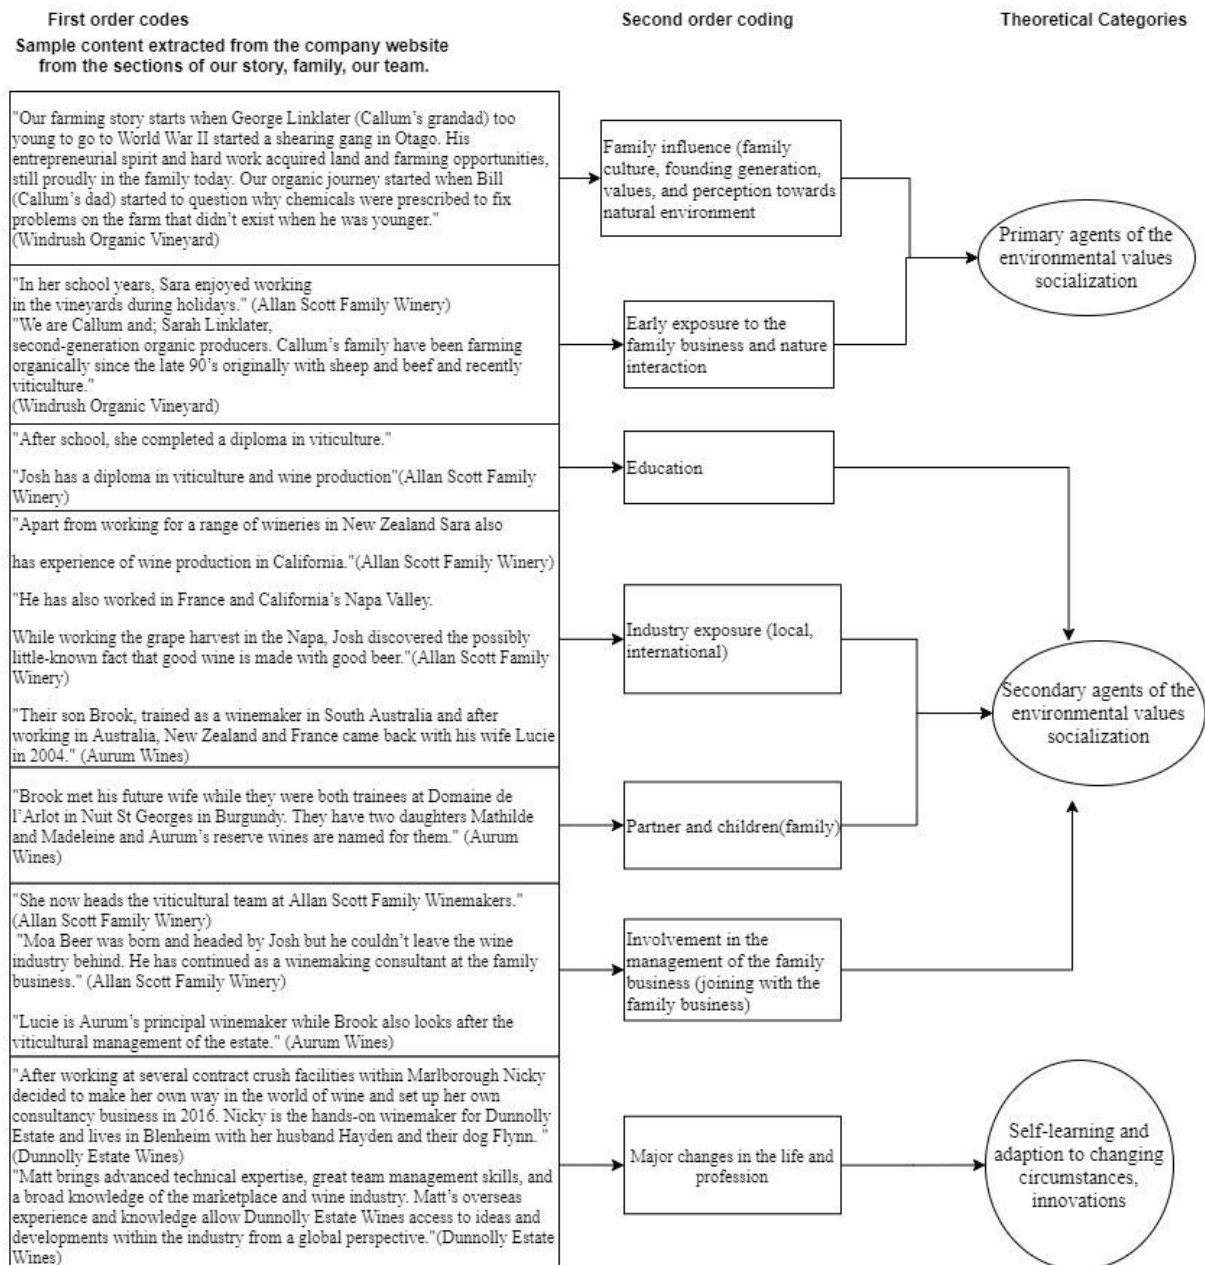 First order codes
Second order coding
Theoretical Categories
Sample content extracted from the company website
from the sections of our story, family, our team.
"Our farming story starts when George Linklater (Callum's grandad) too
young to go to World War II started a shearing gang in Otago. His
entrepreneurial spirit and hard work acquired land and farming opportunities,
still proudly in the family today. Our organic journey started when Bill
(Callum's dad) started to question why chemicals were prescribed to fix
problems on the farm that didn't exist when he was younger."
(Windrush Organic Vineyard)
Family influence (family
culture, founding generation,
values, and perception towards
natural environment
Primary agents of the
environmental values
socialization
"In her school years, Sara enjoyed working
in the vineyards during holidays." (Allan Scott Family Winery)
"We are Callum and; Sarah Linklater,
second-generation organic producers. Callum's family have been farming
organically since the late 90's originally with sheep and beef and recently
viticulture."
(Windrush Organic Vineyard)
Early exposure to the
family business and nature
interaction
"After school, she completed a diploma in viticulture."
"Josh has a diploma in viticulture and wine production"(Allan Scott Family
Winery)
Education
"Apart from working for a range of wineries in New Zealand Sara also
has experience of wine production in California."(Allan Scott Family Winery)
"He has also worked in France and California's Napa Valley.
While working the grape harvest in the Napa, Josh discovered the possibly
little-known fact that good wine is made with good beer."(Allan Scott Family
Winery)
"Their son Brook, trained as a winemaker in South Australia and after
working in Australia, New Zealand and France came back with his wife Lucie
in 2004." (Aurum Wines)
Industry exposure (local,
international)
Secondary agents of the
environmental values
socialization
"Brook met his future wife while they were both trainees at Domaine de
l'Arlot in Nuit St Georges in Burgundy. They have two daughters Mathilde
and Madeleine and Aurum's reserve wines are named for them." (Aurum
Wines)
Partner and children(family)
"She now heads the viticultural team at Allan Scott Family Winemakers."
(Allan Scott Family Winery)
"Moa Beer was born and headed by Josh but he couldn't leave the wine
industry behind. He has continued as a winemaking consultant at the family
business." (Allan Scott Family Winery)
"Lucie is Aurum's principal winemaker while Brook also looks after the
viticultural management of the estate." (Aurum Wines)
Involvement in the
management of the family
business (joining with the
family business)
"After working at several contract crush facilities within Marlborough Nicky
decided to make her own way in the world of wine and set up her own
consultancy business in 2016. Nicky is the hands-on winemaker for Dunnolly
Estate and lives in Blenheim with her husband Hayden and their dog Flynn. "
(Dunnolly Estate Wines)
"Matt brings advanced technical expertise, great team management skills, and
a broad knowledge of the marketplace and wine industry. Matt's overseas
experience and knowledge allow Dunnolly Estate Wines access to ideas and
developments within the industry from a global perspective."(Dunnolly Estate
Wines)
Major changes in the life and
profession
Self-learning and
adaption to changing
circumstances,
innovations